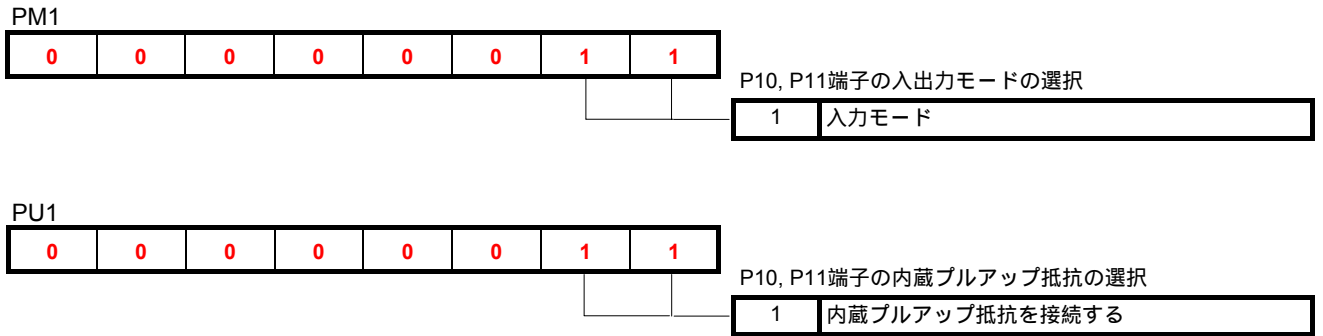 PM1
0 0 0 0 0 0 1 1
P10, P11端子の入出力モードの選択
1 入力モード
PU1
0 0 0 0 0 0 1 1
P10, P11端子の内蔵プルアップ抵抗の選択
1 内蔵プルアップ抵抗を接続する